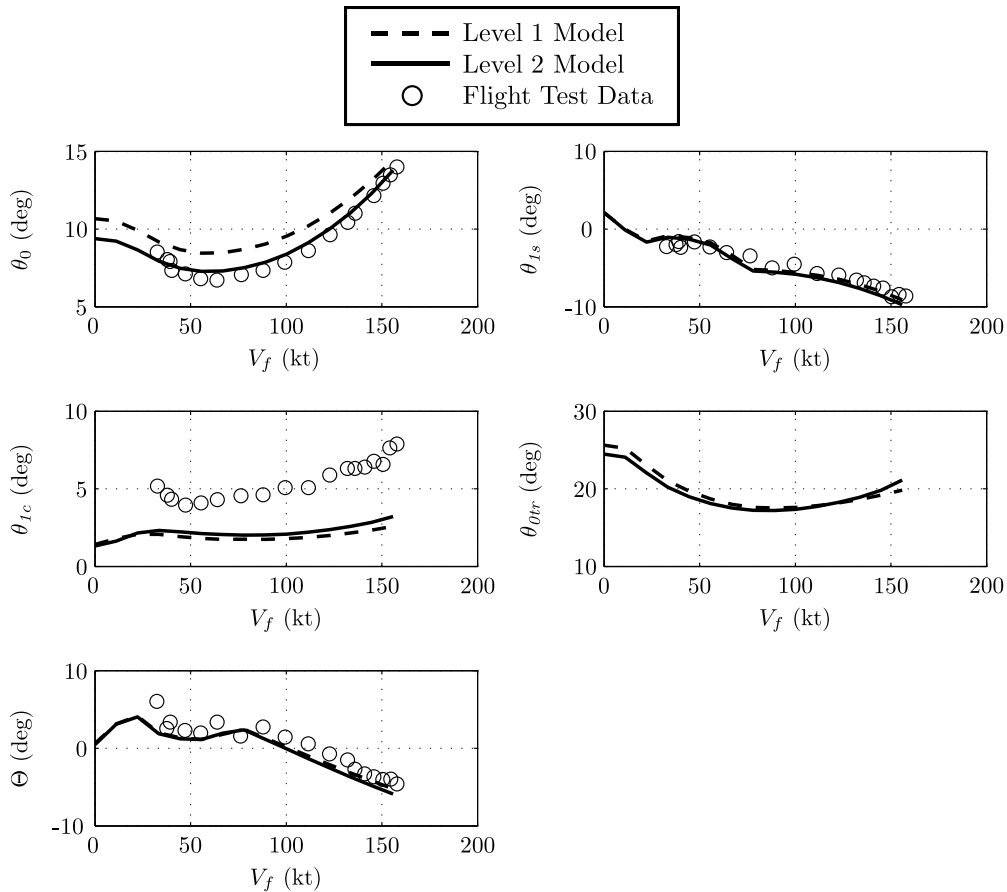 Level 1 Model
Level 2 Model
Flight Test Data
15
10
5
θ0 (deg)
0 50 100 150 200
Vf (kt)
10
0
-10
θ1s (deg)
0 50 100 150 200
Vf (kt)
10
5
0
θ1c (deg)
0 50 100 150 200
Vf (kt)
30
20
10
θ0tr (deg)
0 50 100 150 200
Vf (kt)
10
0
-10
Θ (deg)
0 50 100 150 200
Vf (kt)